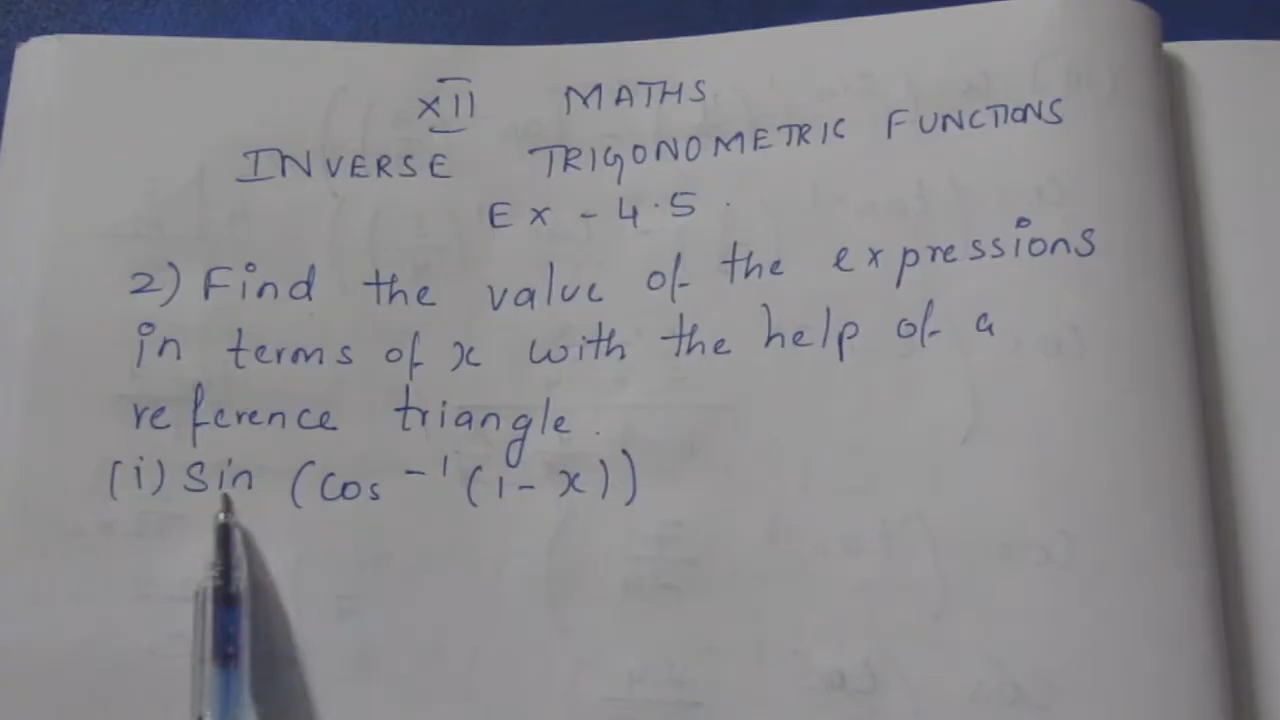 XII MATHS
INVERSE TRIGONOMETRIC FUNCTIONS
Ex - 4.5.
2) Find the value of the expressions
in terms of x with the help of a
reference triangle.
(i) Sin (Cos -1 (1 - x))